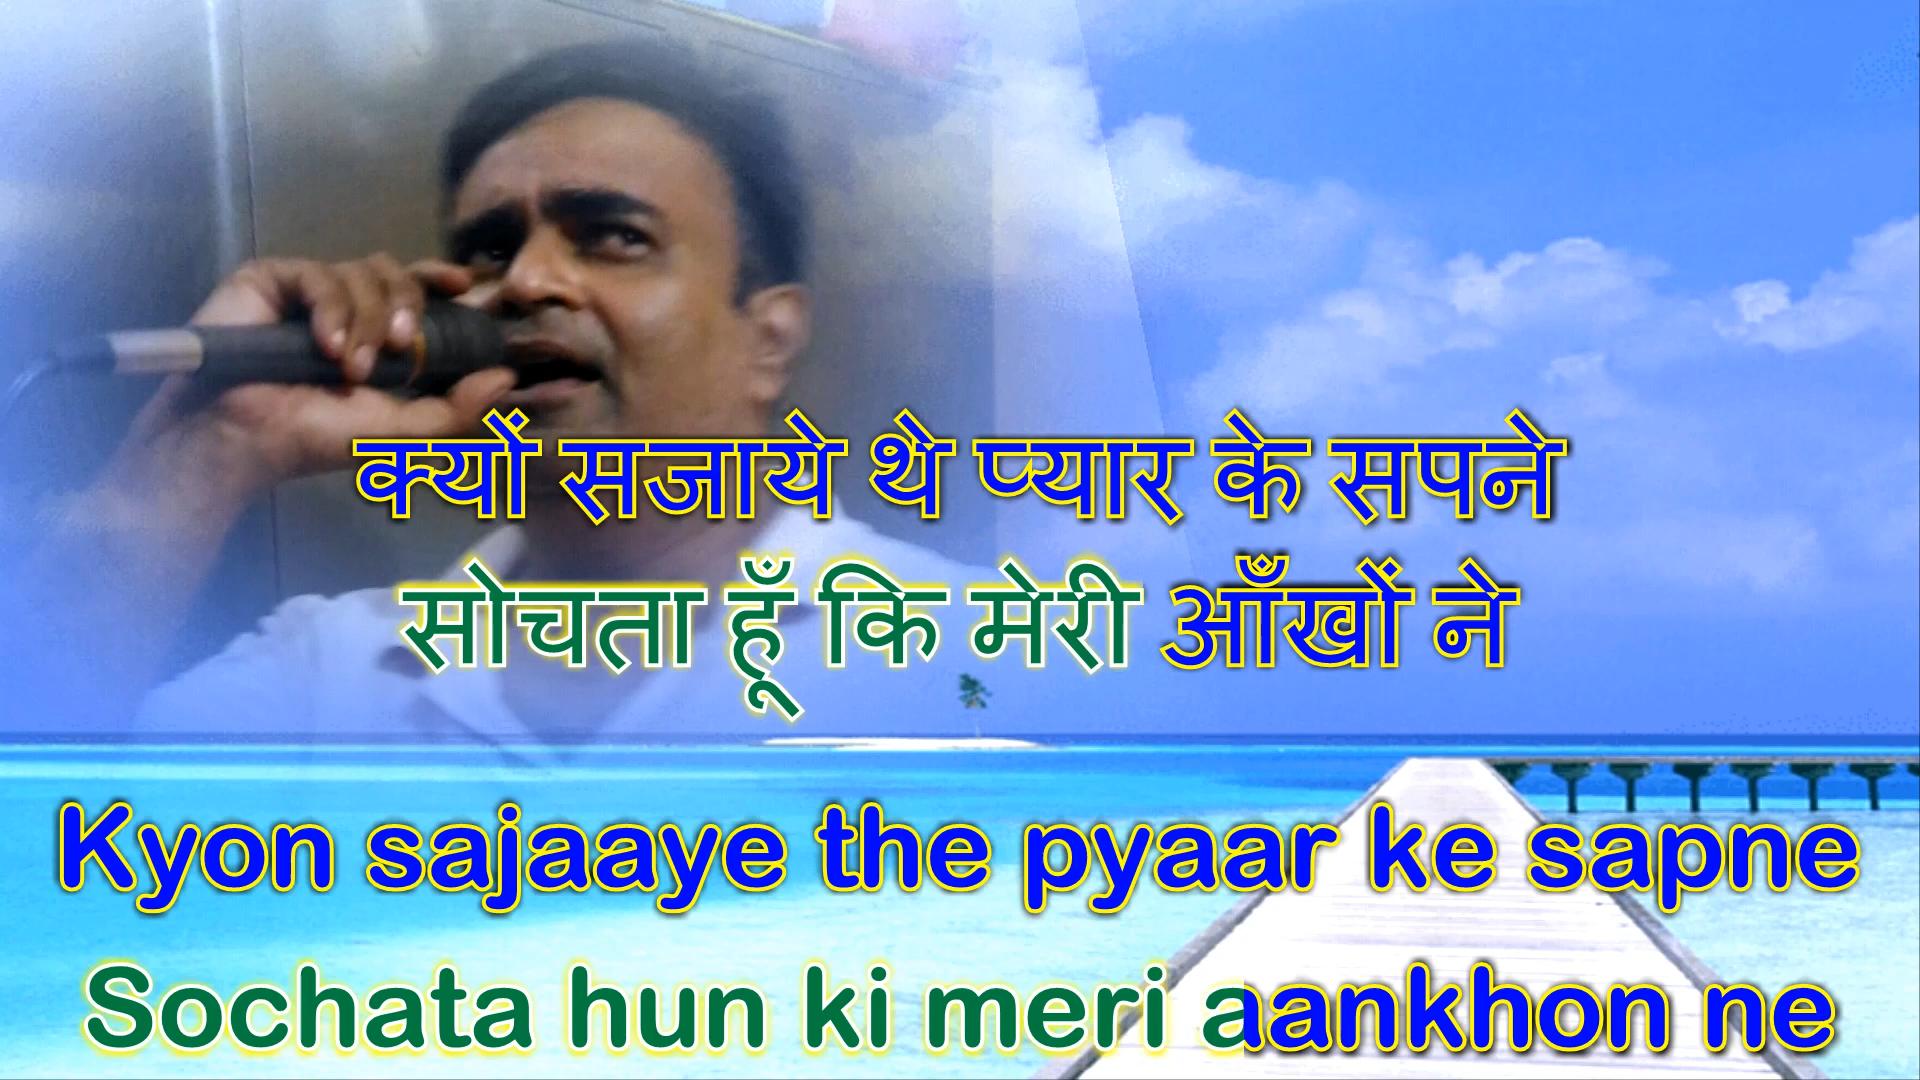 क्यों सजाये थे प्यार के सपने
सोचता हूँ कि मेरी आँखों ने
Kyon sajaaye the pyaar ke sapne
Sochata hun ki meri aankhon ne